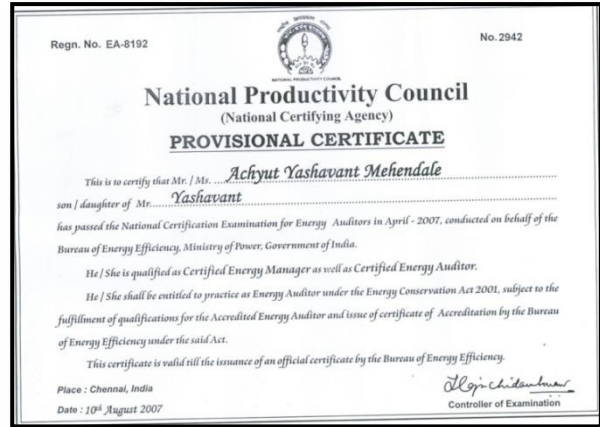 Regn. No. EA-8192
No. 2942
NATIONAL PRODUCTIVITY COUNCIL
National Productivity Council
(National Certifying Agency)
PROVISIONAL CERTIFICATE
This is to certify that Mr. / Ms. Achyut Yashavant Mehendale
son / daughter of Mr. Yashavant
has passed the National Certification Examination for Energy Auditors in April - 2007, conducted on behalf of the
Bureau of Energy Efficiency, Ministry of Power, Government of India.
He / She is qualified as Certified Energy Manager as well as Certified Energy Auditor.
He / She shall be entitled to practice as Energy Auditor under the Energy Conservation Act 2001, subject to the
fulfillment of qualifications for the Accredited Energy Auditor and issue of certificate of Accreditation by the Bureau
of Energy Efficiency under the said Act.
This certificate is valid till the issuance of an official certificate by the Bureau of Energy Efficiency.
Place : Chennai, India
Date : 10th August 2007
Controller of Examination